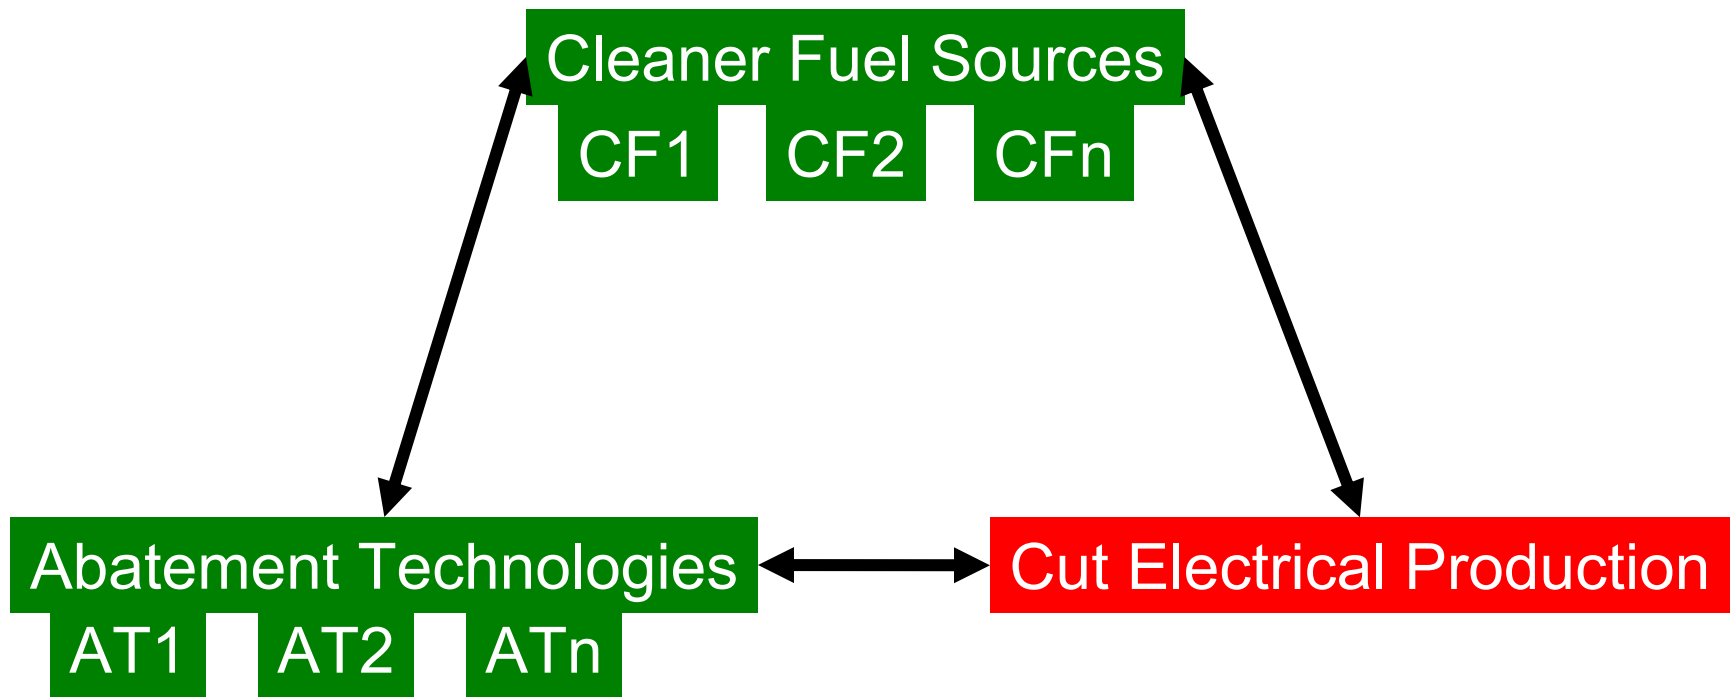 Cleaner Fuel Sources
CF1 CF2 CFn
Abatement Technologies
AT1 AT2 ATn
Cut Electrical Production